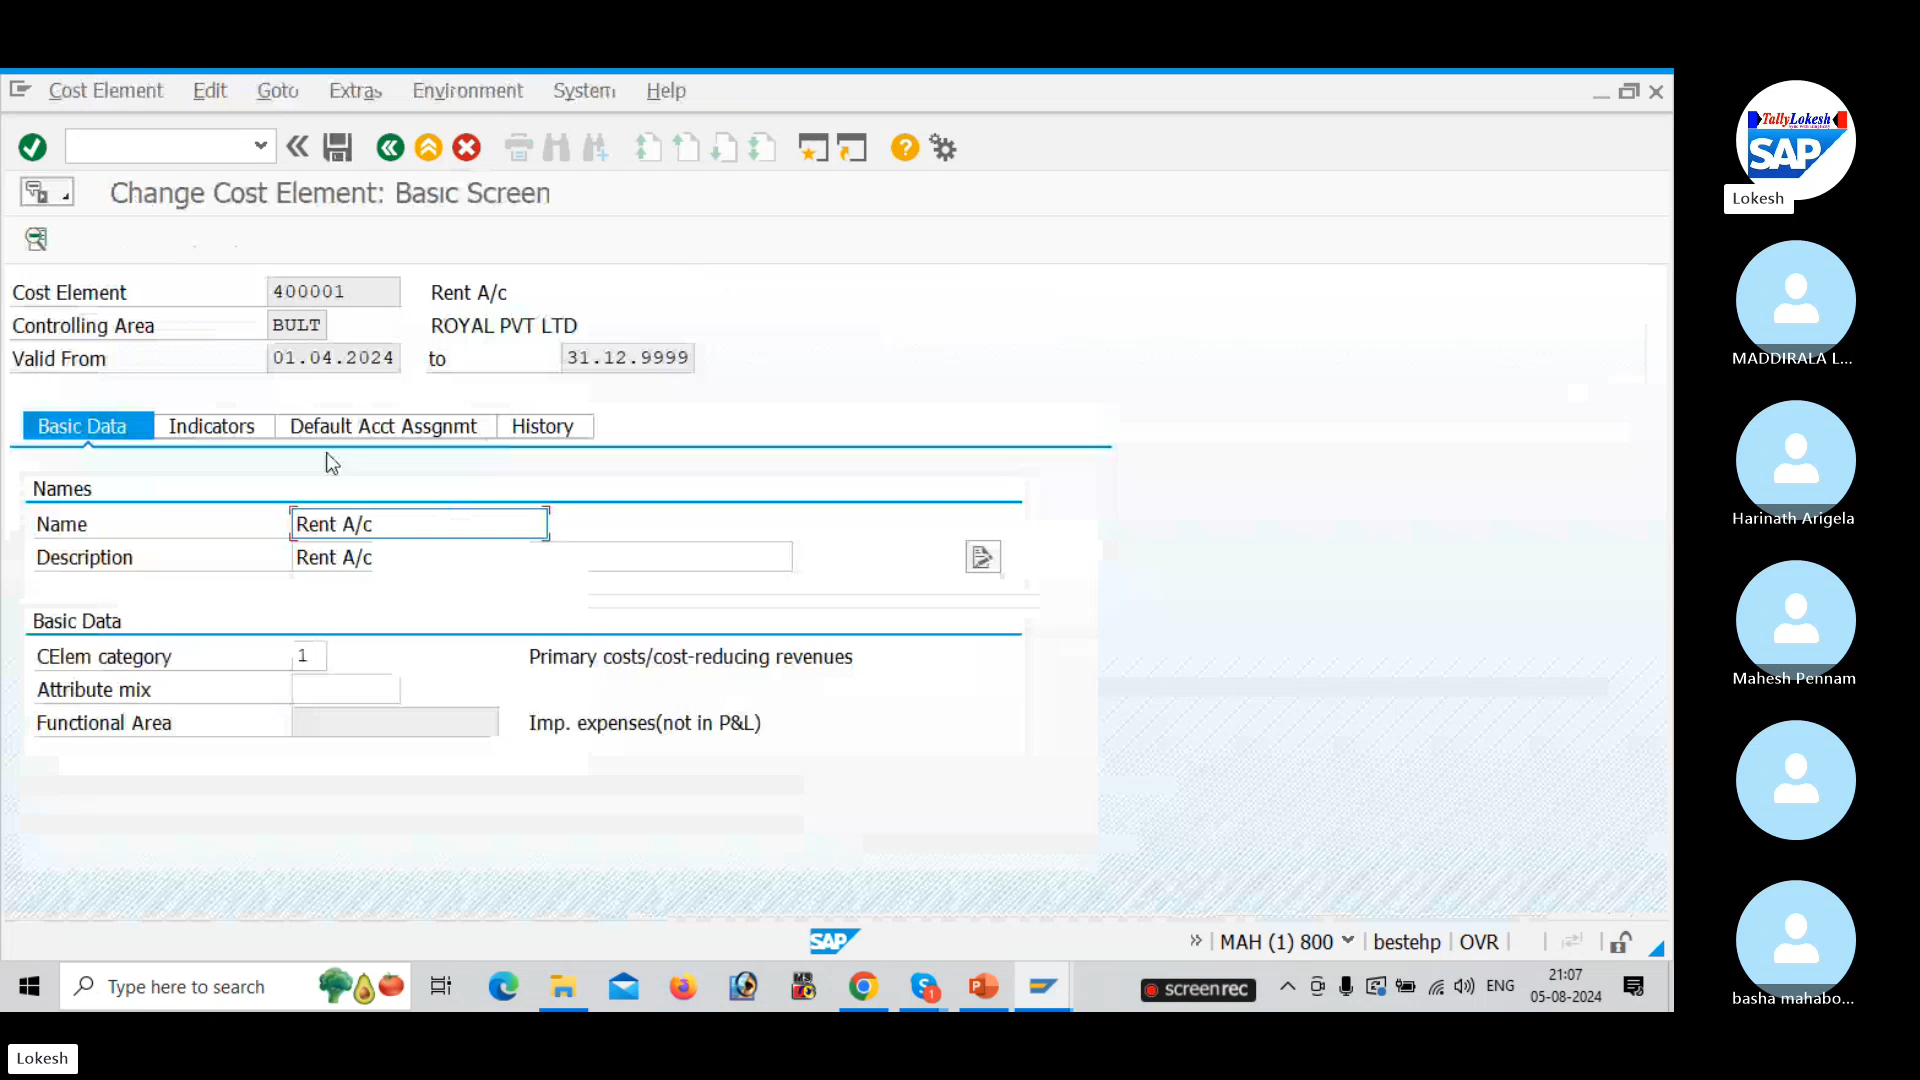 Cost Element Edit Goto Extras Environment System Help
Change Cost Element: Basic Screen
Cost Element 400001 Rent A/c
Controlling Area BULT ROYAL PVT LTD
Valid From 01.04.2024 to 31.12.9999
Basic Data Indicators Default Acct Assgnmt History
Names
Name Rent A/c
Description Rent A/c
Basic Data
CElem category 1 Primary costs/cost-reducing revenues
Attribute mix
Functional Area Imp. expenses(not in P&L)
SAP
MAH (1) 800 bestehp OVR
Type here to search
screenrec
ENG
21:07
05-08-2024
TallyLokesh
SAP
Lokesh
MADDIRALA L...
Harinath Arigela
Mahesh Pennam
basha mahabo...
Lokesh